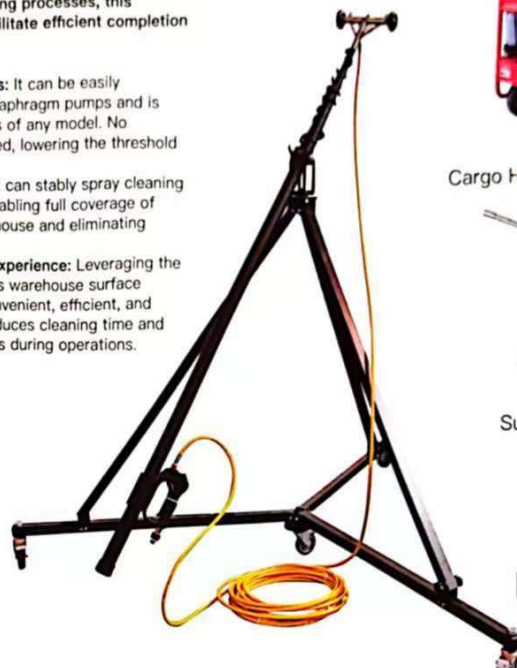 ng processes, this
ilitate efficient completion
s: It can be easily
aphragm pumps and is
s of any model. No
ed, lowering the threshold
can stably spray cleaning
abling full coverage of
ouse and eliminating
xperience: Leveraging the
s warehouse surface
nvenient, efficient, and
duces cleaning time and
s during operations.
Cargo H
Su